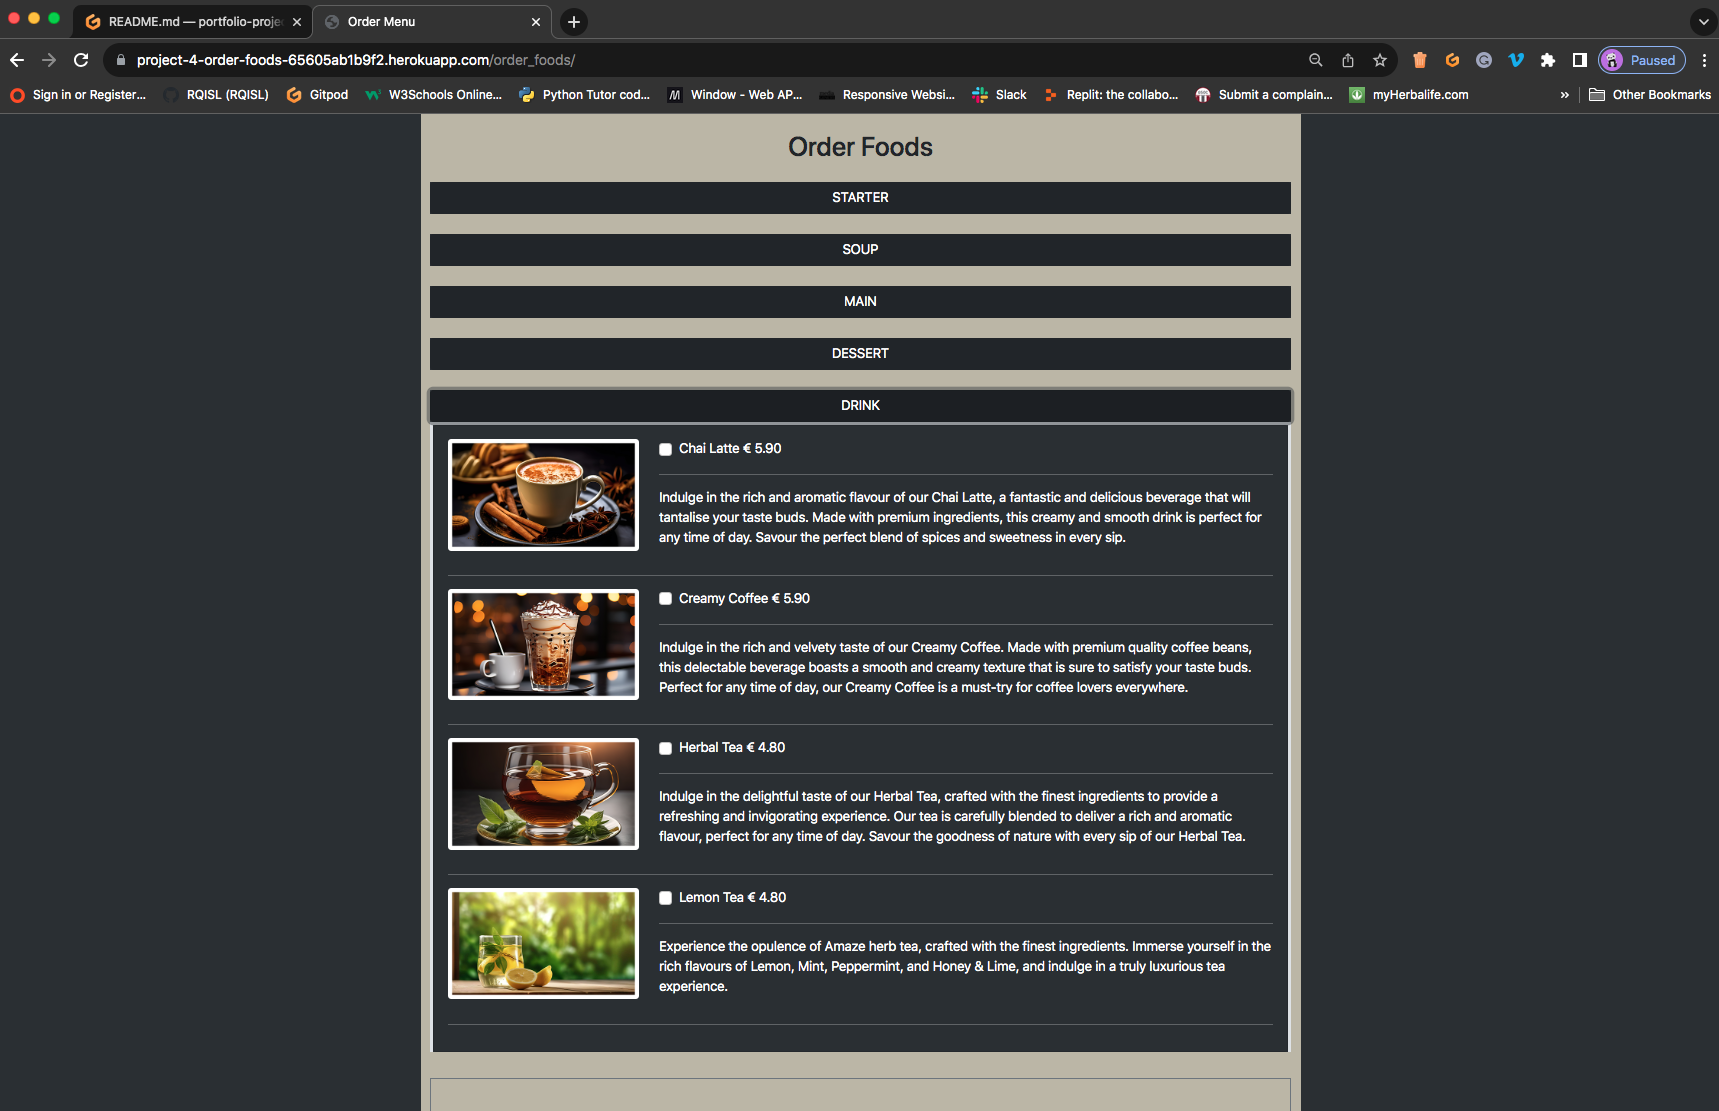 README.md — portfolio-proje
Order Menu
project-4-order-foods-65605ab1b9f2.herokuapp.com/order_foods/
Paused
Sign in or Register...
RQISL (RQISL)
Gitpod
W3Schools Online...
Python Tutor cod...
Window - Web AP...
Responsive Websi...
Slack
Replit: the collabo...
Submit a complain...
myHerbalife.com
»
Other Bookmarks
Order Foods
STARTER
SOUP
MAIN
DESSERT
DRINK
Chai Latte € 5.90
Indulge in the rich and aromatic flavour of our Chai Latte, a fantastic and delicious beverage that will
tantalise your taste buds. Made with premium ingredients, this creamy and smooth drink is perfect for
any time of day. Savour the perfect blend of spices and sweetness in every sip.
Creamy Coffee € 5.90
Indulge in the rich and velvety taste of our Creamy Coffee. Made with premium quality coffee beans,
this delectable beverage boasts a smooth and creamy texture that is sure to satisfy your taste buds.
Perfect for any time of day, our Creamy Coffee is a must-try for coffee lovers everywhere.
Herbal Tea € 4.80
Indulge in the delightful taste of our Herbal Tea, crafted with the finest ingredients to provide a
refreshing and invigorating experience. Our tea is carefully blended to deliver a rich and aromatic
flavour, perfect for any time of day. Savour the goodness of nature with every sip of our Herbal Tea.
Lemon Tea € 4.80
Experience the opulence of Amaze herb tea, crafted with the finest ingredients. Immerse yourself in the
rich flavours of Lemon, Mint, Peppermint, and Honey & Lime, and indulge in a truly luxurious tea
experience.